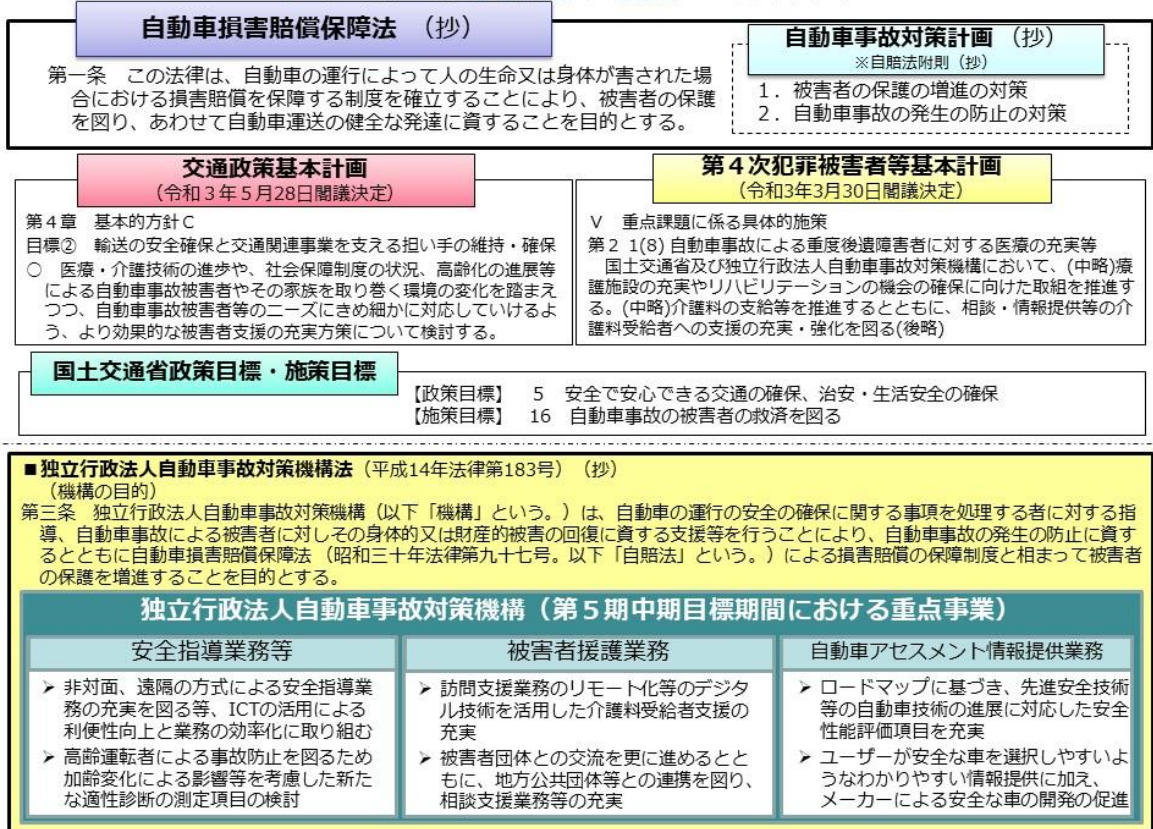 自動車損害賠償保障法 (抄)
第一条 この法律は、自動車の運行によって人の生命又は身体が害された場
合における損害賠償を保障する制度を確立することにより、被害者の保護
を図り、あわせて自動車運送の健全な発達に資することを目的とする。
自動車事故対策計画 (抄)
※自賠法附則(抄)
1.被害者の保護の増進の対策
2.自動車事故の発生の防止の対策
交通政策基本計画
(令和3年5月28日閣議決定)
第4章 基本的方針C
目標② 輸送の安全確保と交通関連事業を支える担い手の維持・確保
○ 医療・介護技術の進歩や、社会保障制度の状況、高齢化の進展等
による自動車事故被害者やその家族を取り巻く環境の変化を踏まえ
つつ、自動車事故被害者等のニーズにきめ細かに対応していけるよ
う、より効果的な被害者支援の充実方策について検討する。
第4次犯罪被害者等基本計画
(令和3年3月30日閣議決定)
Ⅴ 重点課題に係る具体的施策
第2 1(8) 自動車事故による重度後遺障害者に対する医療の充実等
国土交通省及び独立行政法人自動車事故対策機構において、(中略)療
護施設の充実やリハビリテーションの機会の確保に向けた取組を推進す
る。(中略)介護料の支給等を推進するとともに、相談・情報提供等の介
護料受給者への支援の充実・強化を図る(後略)
国土交通省政策目標・施策目標
【政策目標】 5 安全で安心できる交通の確保、治安・生活安全の確保
【施策目標】 16 自動車事故の被害者の救済を図る
■独立行政法人自動車事故対策機構法(平成14年法律第183号)(抄)
(機構の目的)
第三条 独立行政法人自動車事故対策機構(以下「機構」という。)は、自動車の運行の安全の確保に関する事項を処理する者に対する指
導、自動車事故による被害者に対しその身体的又は財産的被害の回復に資する支援等を行うことにより、自動車事故の発生の防止に資す
るとともに自動車損害賠償保障法 (昭和三十年法律第九十七号。以下「自賠法」という。)による損害賠償の保障制度と相まって被害者
の保護を増進することを目的とする。
独立行政法人自動車事故対策機構(第5期中期目標期間における重点事業)
安全指導業務等
➢ 非対面、遠隔の方式による安全指導業
務の充実を図る等、ICTの活用による
利便性向上と業務の効率化に取り組む
➢ 高齢運転者による事故防止を図るため
加齢変化による影響等を考慮した新た
な適性診断の測定項目の検討
被害者援護業務
➢ 訪問支援業務のリモート化等のデジタ
ル技術を活用した介護料受給者支援の
充実
➢ 被害者団体との交流を更に進めるとと
もに、地方公共団体等との連携を図り、
相談支援業務等の充実
自動車アセスメント情報提供業務
➢ ロードマップに基づき、先進安全技術
等の自動車技術の進展に対応した安全
性能評価項目を充実
➢ ユーザーが安全な車を選択しやすいよ
うなわかりやすい情報提供に加え、
メーカーによる安全な車の開発の促進